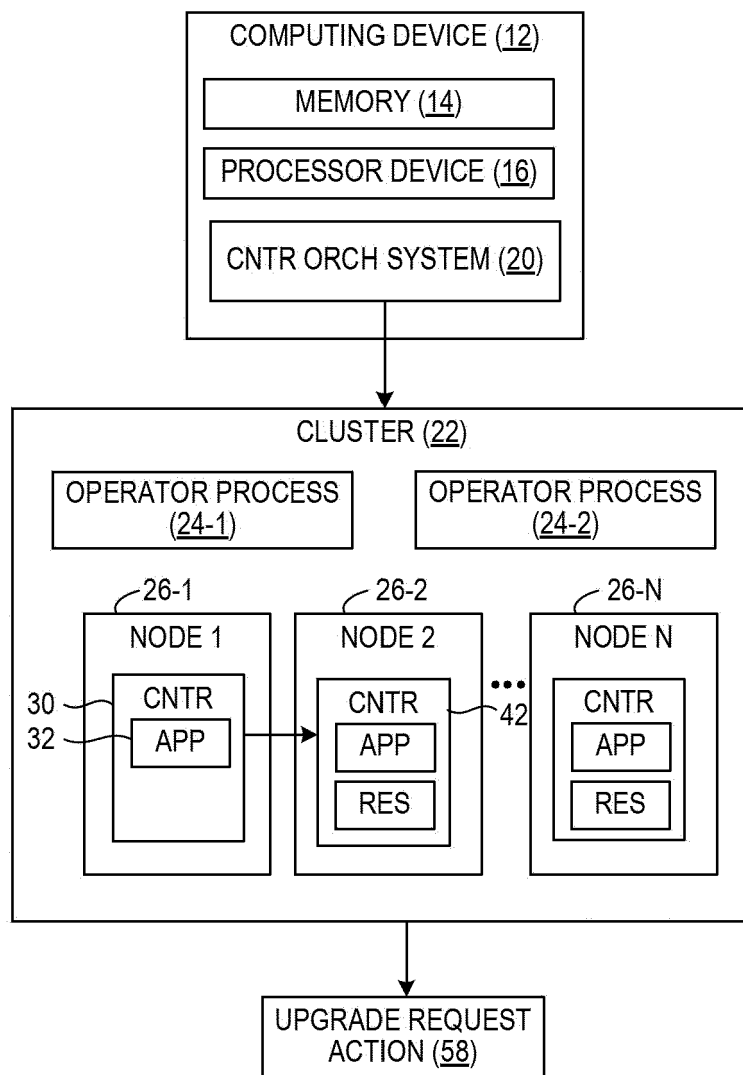 COMPUTING DEVICE (12)
MEMORY (14)
PROCESSOR DEVICE (16)
CNTR ORCH SYSTEM (20)
CLUSTER (22)
OPERATOR PROCESS
(24-1)
OPERATOR PROCESS
(24-2)
26-1
26-2
26-N
NODE 1
NODE 2
NODE N
30
CNTR
32
APP
CNTR
42
APP
RES
CNTR
APP
RES
UPGRADE REQUEST
ACTION (58)